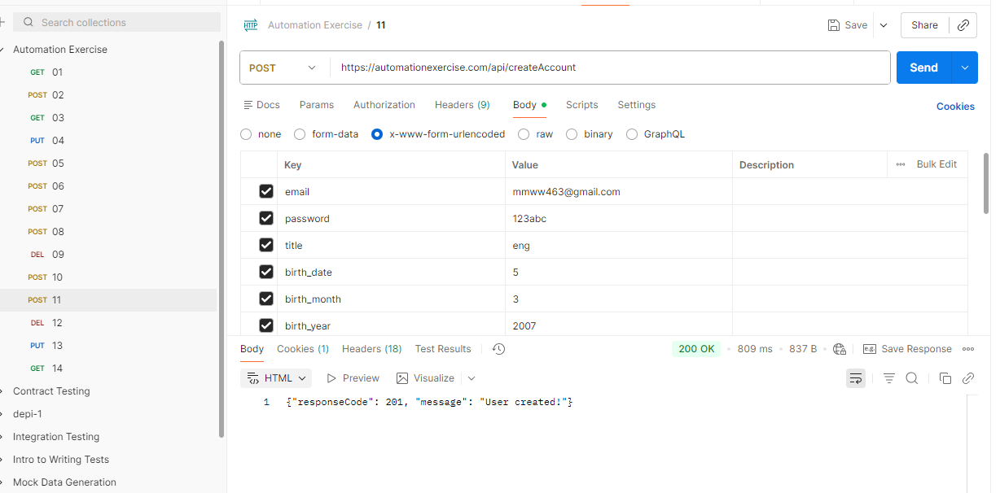 Search collections
Automation Exercise
GET 01
POST 02
GET 03
PUT 04
POST 05
POST 06
POST 07
POST 08
DEL 09
POST 10
POST 11
DEL 12
PUT 13
GET 14
Contract Testing
depi-1
Integration Testing
Intro to Writing Tests
Mock Data Generation
HTTP Automation Exercise / 11
Save
Share
POST https://automationexercise.com/api/createAccount
Send
Docs Params Authorization Headers (9) Body Scripts Settings
Cookies
none form-data x-www-form-urlencoded raw binary GraphQL
Key Value Description Bulk Edit
email mmww463@gmail.com
password 123abc
title eng
birth_date 5
birth_month 3
birth_year 2007
Body Cookies (1) Headers (18) Test Results
200 OK 809 ms 837 B e.g. Save Response
HTML Preview Visualize
1 {"responseCode": 201, "message": "User created!"}